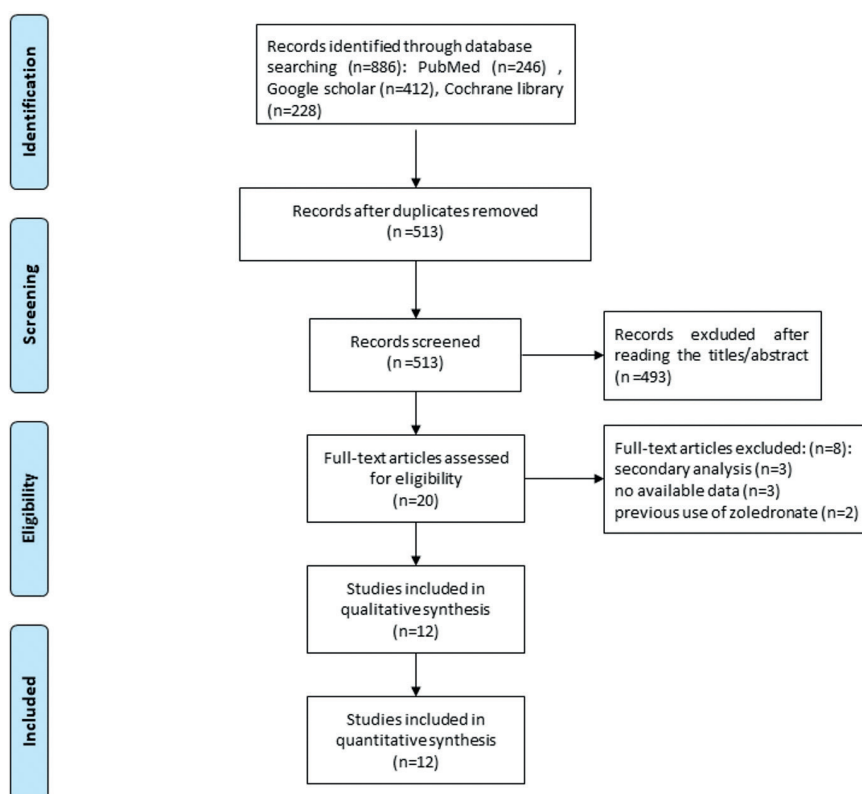 Identification
Records identified through database
searching (n=886): PubMed (n=246) ,
Google scholar (n=412), Cochrane library
(n=228)
Records after duplicates removed
(n =513)
Screening
Records screened
(n =513)
Records excluded after
reading the titles/abstract
(n =493)
Eligibility
Full-text articles assessed
for eligibility
(n=20)
Full-text articles excluded: (n=8):
secondary analysis (n=3)
no available data (n=3)
previous use of zoledronate (n=2)
Studies included in
qualitative synthesis
(n=12)
Included
Studies included in
quantitative synthesis
(n=12)